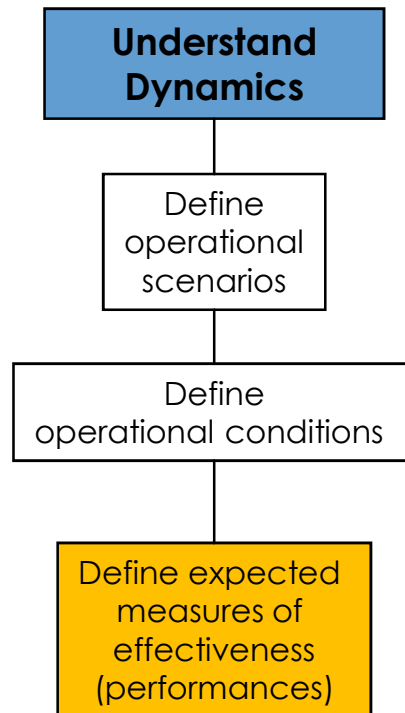 Understand
Dynamics
Define
operational
scenarios
Define
operational conditions
Define expected
measures of
effectiveness
(performances)